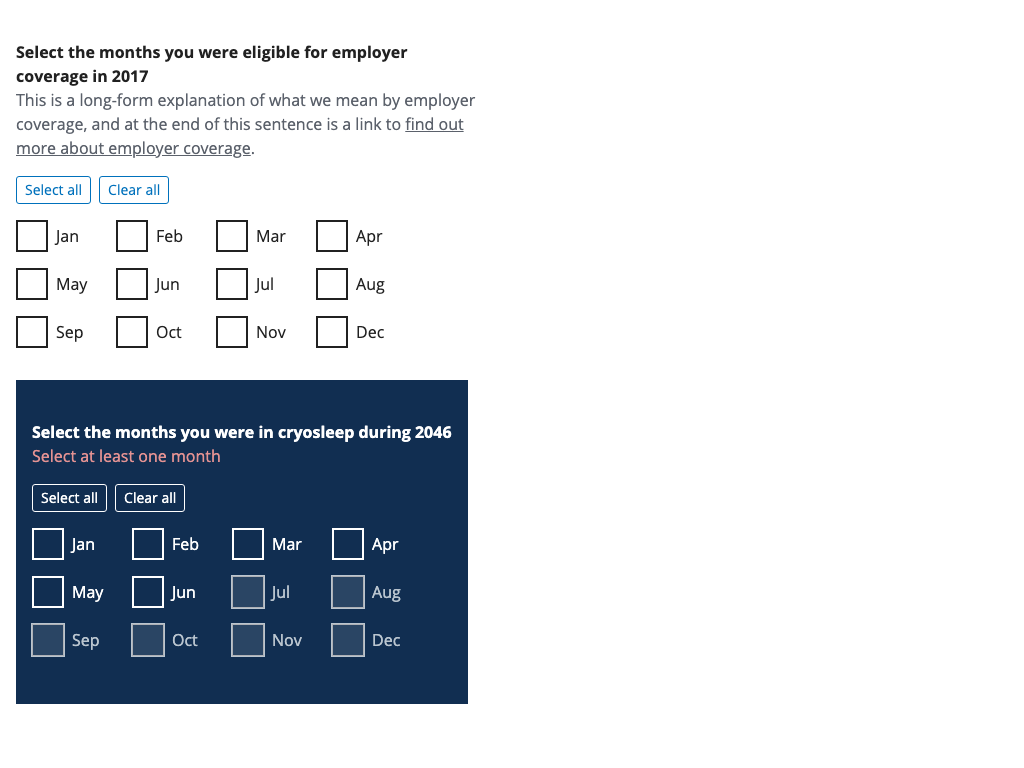 Select the months you were eligible for employer
coverage in 2017
This is a long-form explanation of what we mean by employer
coverage, and at the end of this sentence is a link to find out
more about employer coverage.
Select all Clear all
Jan Feb Mar Apr
May Jun Jul Aug
Sep Oct Nov Dec
Select the months you were in cryosleep during 2046
Select at least one month
Select all Clear all
Jan Feb Mar Apr
May Jun Jul Aug
Sep Oct Nov Dec